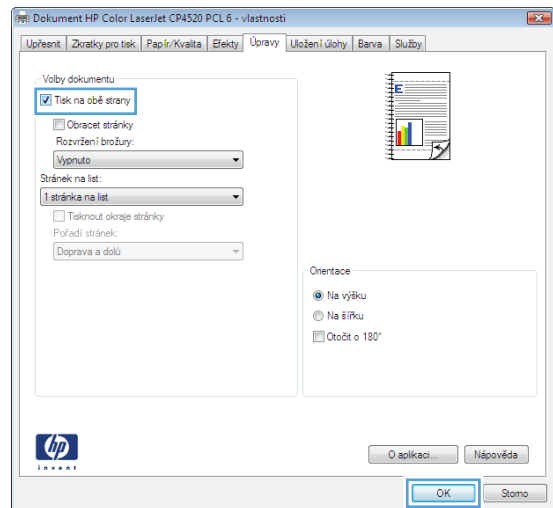 Dokument HP Color LaserJet CP4520 PCL 6 - vlastnosti
Upřesnit Zkratky pro tisk Papír/Kvalita Efekty Úpravy Uložení úlohy Barva Služby
Volby dokumentu
Tisk na obě strany
Obracet stránky
Rozvržení brožury:
Vypnuto
Stránek na list:
1 stránka na list
Tisknout okraje stránky
Pořadí stránek:
Doprava a dolů
E
Orientace
Na výšku
Na šířku
Otočit o 180°
hp
invent
O aplikaci... Nápověda
OK Storno